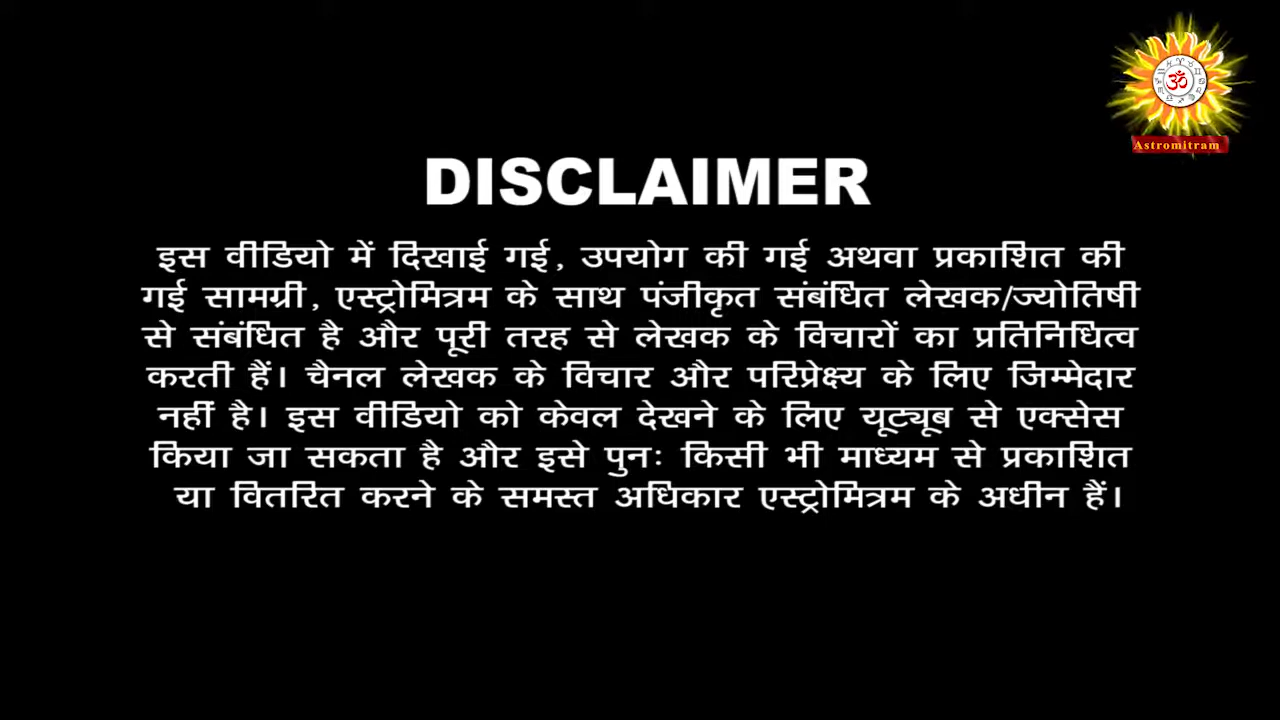 Astromitram
DISCLAIMER
इस वीडियो में दिखाई गई, उपयोग की गई अथवा प्रकाशित की
गई सामग्री, एस्ट्रोमित्रम के साथ पंजीकृत संबंधित लेखक/ज्योतिषी
से संबंधित है और पूरी तरह से लेखक के विचारों का प्रतिनिधित्व
करती हैं। चैनल लेखक के विचार और परिप्रेक्ष्य के लिए जिम्मेदार
नहीं है। इस वीडियो को केवल देखने के लिए यूट्यूब से एक्सेस
किया जा सकता है और इसे पुनः किसी भी माध्यम से प्रकाशित
या वितरित करने के समस्त अधिकार एस्ट्रोमित्रम के अधीन हैं।